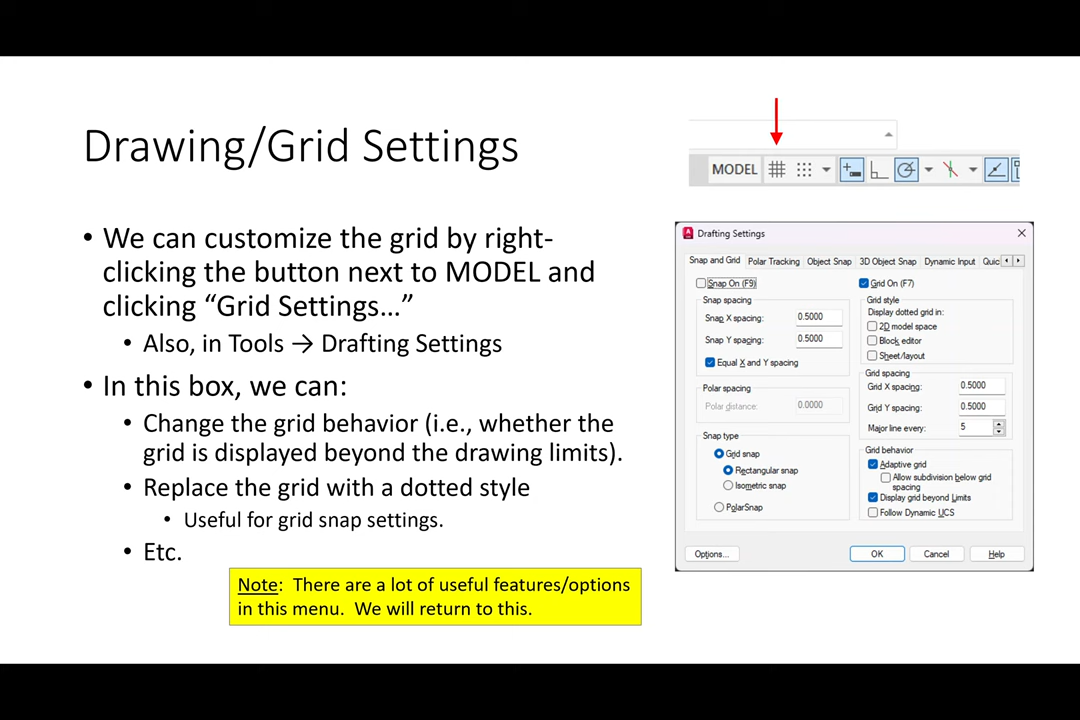 Drawing/Grid Settings
• We can customize the grid by right-
clicking the button next to MODEL and
clicking “Grid Settings…”
• Also, in Tools → Drafting Settings
• In this box, we can:
• Change the grid behavior (i.e., whether the
grid is displayed beyond the drawing limits).
• Replace the grid with a dotted style
• Useful for grid snap settings.
• Etc.
Note:  There are a lot of useful features/options
in this menu.  We will return to this.
MODEL
Drafting Settings
Snap and Grid Polar Tracking Object Snap 3D Object Snap Dynamic Input Quic
Snap On (F9)
Snap spacing
Snap X spacing: 0.5000
Snap Y spacing: 0.5000
Equal X and Y spacing
Polar spacing
Polar distance: 0.0000
Snap type
Grid snap
Rectangular snap
Isometric snap
PolarSnap
Grid On (F7)
Grid style
Display dotted grid in:
2D model space
Block editor
Sheet/layout
Grid spacing
Grid X spacing: 0.5000
Grid Y spacing: 0.5000
Major line every: 5
Grid behavior
Adaptive grid
Allow subdivision below grid
spacing
Display grid beyond Limits
Follow Dynamic UCS
Options... OK Cancel Help